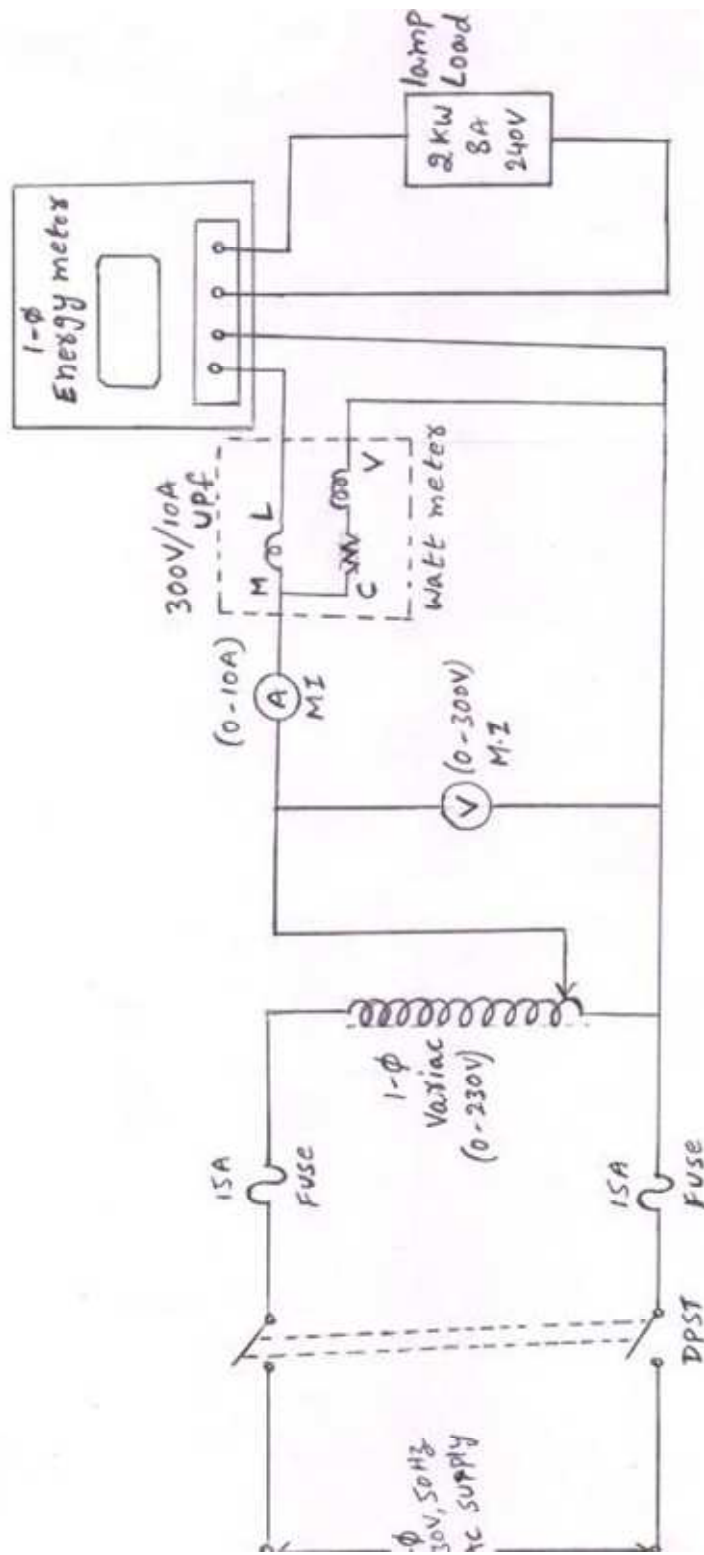 1-φ
Energy meter
300V/10A
UPF
M L
C V
watt meter
(0-10A)
A
MI
15A
FUSE
1-φ
Variac
(0-230V)
V
(0-300V)
M.I
2KW
8A
240V
lamp
Load
-φ
30V, 50HZ
SUPPLY
15A
FUSE
DPST